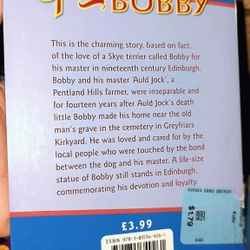 BOBBY
This is the charming story, based on fact,
of the love of a Skye terrier called Bobby for
his master in nineteenth century Edinburgh.
Bobby and his master 'Auld Jock', a
Pentland Hills farmer, were inseparable and
for fourteen years after Auld Jock's death
little Bobby made his home near the old
man's grave in the cemetery in Greyfriars
Kirkyard. He was loved and cared for by the
local people who were touched by the bond
between the dog and his master. A life-size
statue of Bobby still stands in Edinburgh,
commemorating his devotion and loyalty.
£3.99
$1.79